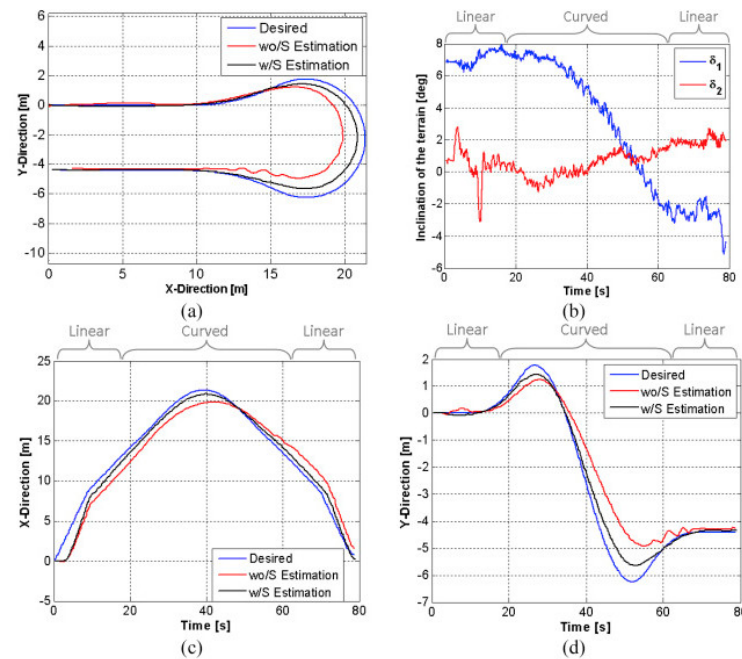 Linear Curved Linear
6
4
2
0
-2
-4
-6
-8
-10
0 5 10 15 20
Y-Direction [m]
X-Direction [m]
Desired
wo/S Estimation
w/S Estimation
(a)
8
6
4
2
0
-2
-4
6
0 20 40 60 80
Inclination of the terrain [deg]
Time [s]
δ1
δ2
(b)
Linear Curved Linear
25
20
15
10
5
0
5
0 20 40 60 80
X-Direction [m]
Time [s]
Desired
wo/S Estimation
w/S Estimation
(c)
Linear Curved Linear
2
1
0
-1
-2
-3
-4
-5
-6
-7
0 20 40 60 80
Y-Direction [m]
Time [s]
Desired
wo/S Estimation
w/S Estimation
(d)